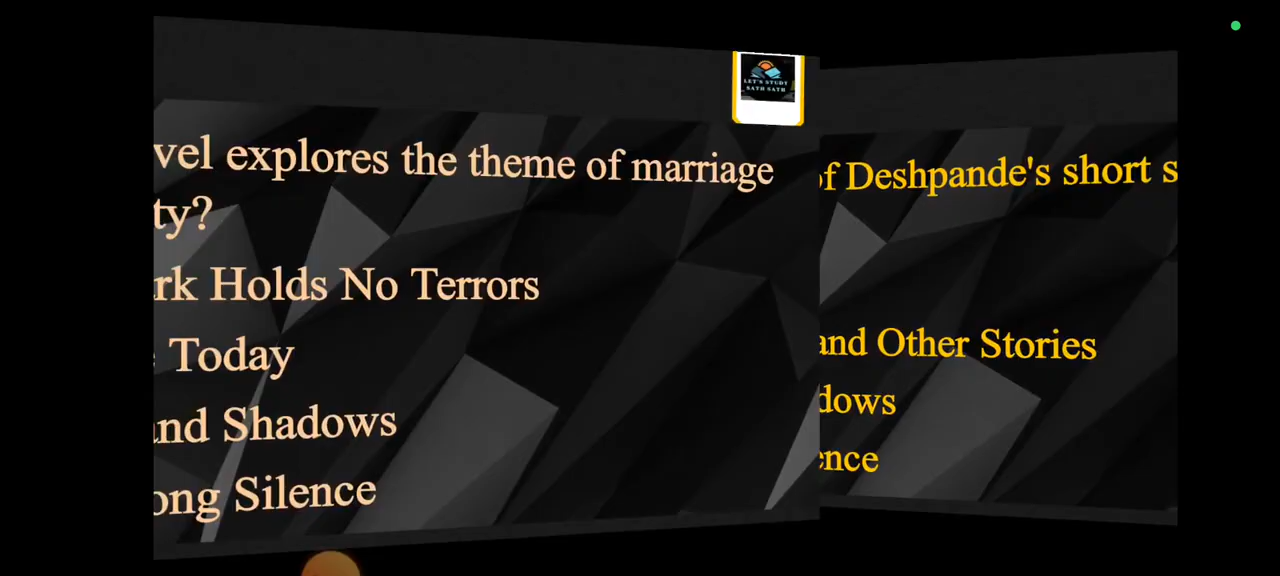 LET'S STUDY
SATH SATH
vel explores the theme of marriage
ty?
rk Holds No Terrors
Today
and Shadows
ong Silence
of Deshpande's short s
and Other Stories
dows
ence